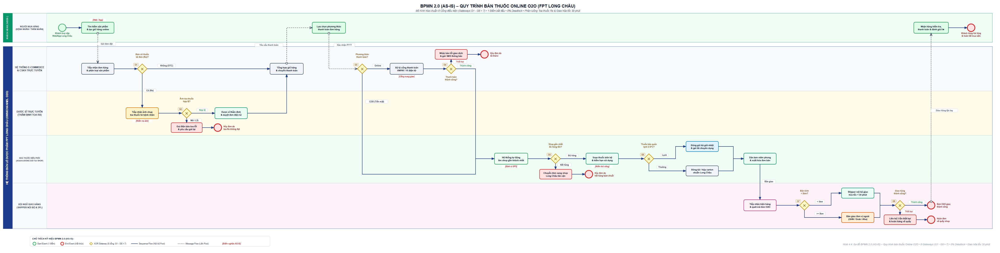 BPMN 2.0 (AS-IS) – QUY TRÌNH BÁN THUỐC ONLINE O2O (FPT LONG CHÂU)
Mô hình hóa chuẩn 8 Cổng điều kiện (Gateways G1 - G8 > 7) • 1 Điểm bắt đầu • 0% Deadlock • Phân luồng Toa thuốc Rx & Giao hỏa tốc 30 phút
KHÁCH HÀNG (NGOÀI)
NGƯỜI MUA HÀNG
(BỆNH NHÂN / THÂN NHÂN)
Khách truy cập
Web/App Long Châu
[Web / App]
Tìm kiếm sản phẩm
& tạo giỏ hàng online
Gửi đơn đặt
Yêu cầu thanh toán
Lựa chọn phương thức
thanh toán đơn hàng
Xác nhận PTTT
Nhận hàng kiểm tra,
thanh toán & đánh giá 5★
Khách hàng hài lòng
& hoàn tất mua sắm
HỆ THỐNG BÁN LẺ DƯỢC PHẨM FPT LONG CHÂU (OMNICHANNEL O2O)
HỆ THỐNG E-COMMERCE
& CSKH TRỰC TUYẾN
Tiếp nhận đơn hàng
& phân loại sản phẩm
Đơn có thuốc
kê đơn (Rx)?
G1
Không (OTC)
Có (Rx)
Tổng hợp giỏ hàng
& chuyển thanh toán
Phương thức
thanh toán?
G3
Online
COD (Tiền mặt)
Xử lý cổng thanh toán
VNPAY / Ví điện tử
[Cổng trung gian]
G4
Thanh toán
thành công?
Thất bại
Thành công
Nhận báo lỗi giao dịch
& gửi SMS thông báo
Hủy đơn do
lỗi thẻ/ví
DƯỢC SĨ TRỰC TUYẾN
(THẨM ĐỊNH TOA RX)
Tiếp nhận ảnh chụp
toa thuốc từ bệnh nhân
[Kiểm tra ảnh]
Ảnh toa thuốc
hợp lệ?
G2
Hợp lệ
Mờ / Lỗi
Dược sĩ thẩm định
& duyệt đơn điện tử
Gọi điện báo toa lỗi
& yêu cầu gửi lại
Hủy đơn do
toa Rx không đạt
NHÀ THUỐC ĐIỀU PHỐI
(SOẠN & ĐÓNG GÓI TẠI SHOP)
Hệ thống tự động
tìm shop gần khách nhất
[Định vị GPS]
Shop gần nhất
đủ hàng tồn?
G5
Đủ hàng
Hết hàng
Chuyển đơn sang shop
Long Châu lân cận
Hủy đơn do
hết hàng toàn chuỗi
Soạn thuốc trên kệ
& kiểm hạn sử dụng
[Kiểm thủ công]
Thuốc bảo quản
lạnh 2-8°C?
G6
Lạnh
Thường
Đóng gói túi giữ nhiệt
& gel đá chuyên dụng
Đóng túi / hộp carton
chuẩn Long Châu
Dán tem niêm phong
& xuất hóa đơn bán
Bàn giao
ĐỘI NGŨ GIAO HÀNG
(SHIPPER NỘI BỘ & 3PL)
Tiếp nhận kiện hàng
& quét mã đơn O2O
Bán kính
< 5km?
G7
< 5km
>= 5km
Shipper nội bộ giao
hỏa tốc < 30 phút
Bàn giao đơn vị ngoài
(GHN / Grab / Aha)
Giao hàng
thành công?
G8
Thành công
Thất bại
Liên hệ 3 lần thất bại
& hoàn hàng về quầy
Đơn O2O giao
thành công
Hoàn đơn
về quầy shop
Giao hàng tận tay
CHÚ THÍCH KÝ HIỆU BPMN 2.0 (AS-IS):
Start Event (1 điểm)
End Event (Kết thúc)
XOR Gateway (8 cổng: G1 - G8 > 7)
Sequence Flow (Nội bộ Pool)
Message Flow (Liên Pool)
[Điểm nghẽn AS-IS]
Hình 4.4: Sơ đồ BPMN 2.0 (AS-IS) – Quy trình bán thuốc Online O2O • 8 Gateways (G1 - G8 > 7) • 0% Deadlock • Giao hỏa tốc 30 phút